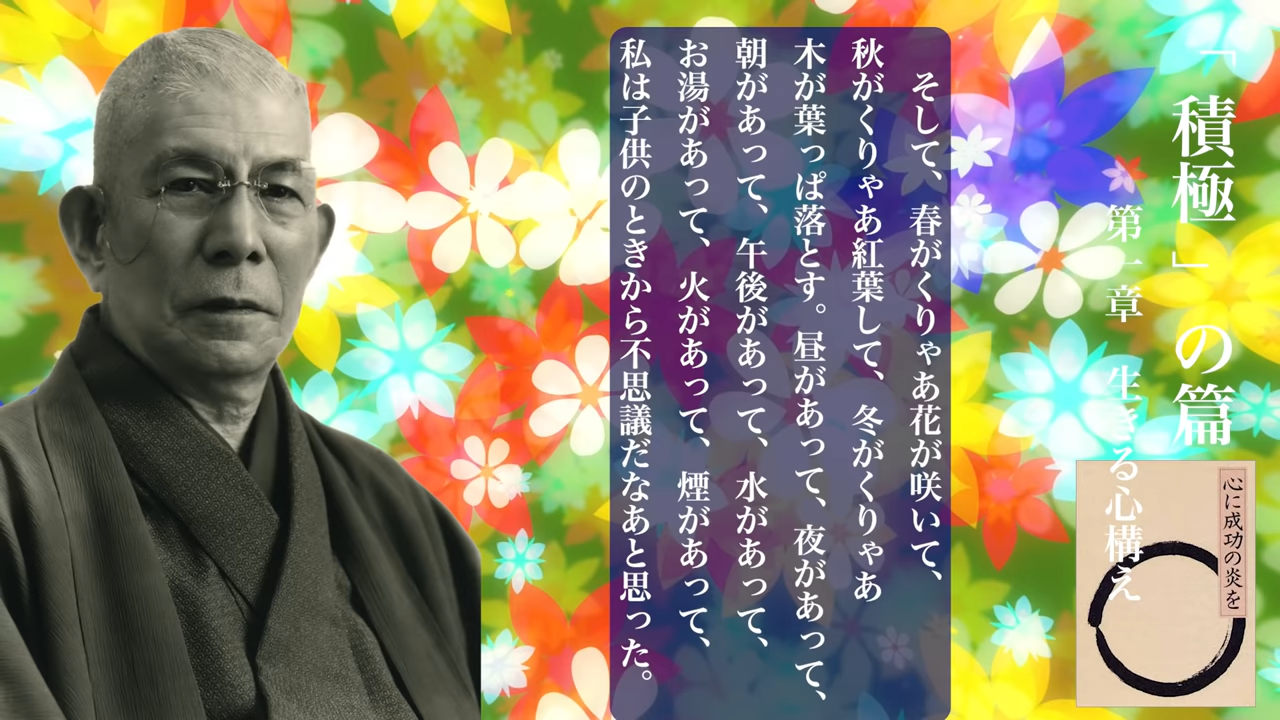 「積極」の篇
第一章　生きる心構え
心に成功の炎を
　そして、春がくりゃあ花が咲いて、
秋がくりゃあ紅葉して、冬がくりゃあ
木が葉っぱ落とす。昼があって、夜があって、
朝があって、午後があって、水があって、
お湯があって、火があって、煙があって、
私は子供のときから不思議だなあと思った。